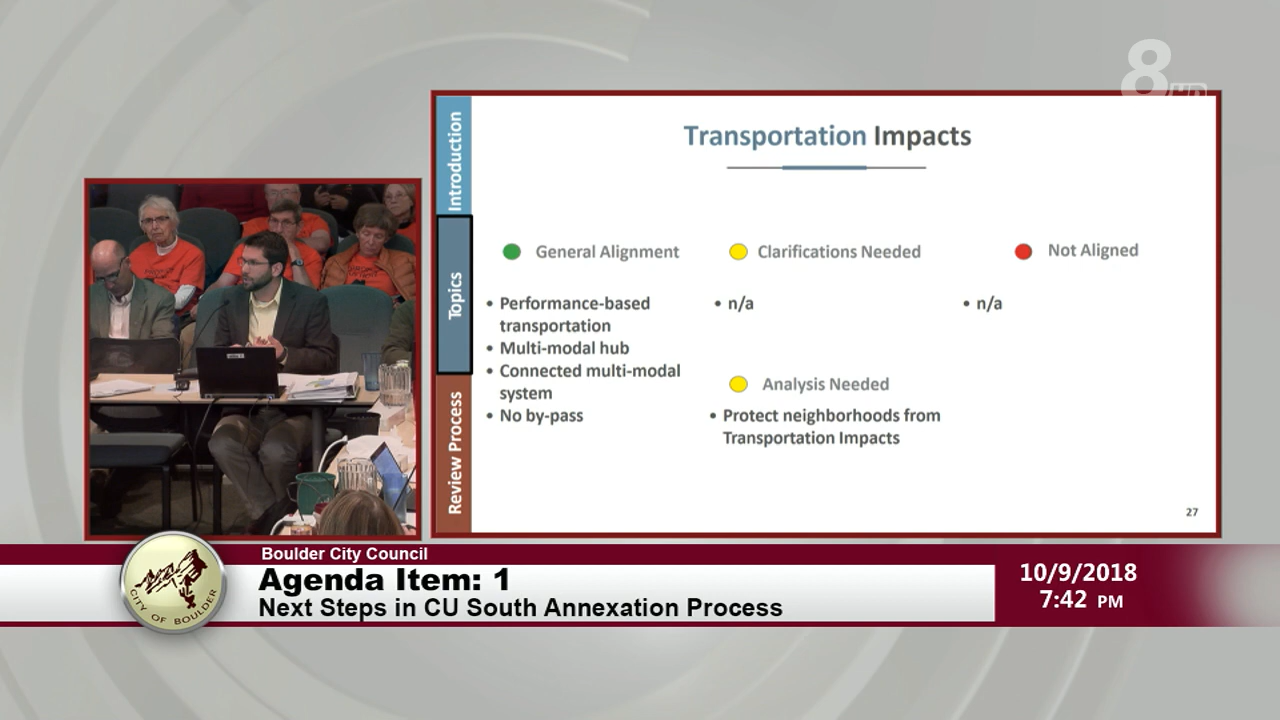 8
HD
Introduction
Topics
Review Process
Transportation Impacts
General Alignment
• Performance-based
transportation
• Multi-modal hub
• Connected multi-modal
system
• No by-pass
Clarifications Needed
• n/a
Analysis Needed
• Protect neighborhoods from
Transportation Impacts
Not Aligned
• n/a
27
CITY OF BOULDER
Boulder City Council
Agenda Item: 1
Next Steps in CU South Annexation Process
10/9/2018
7:42 PM